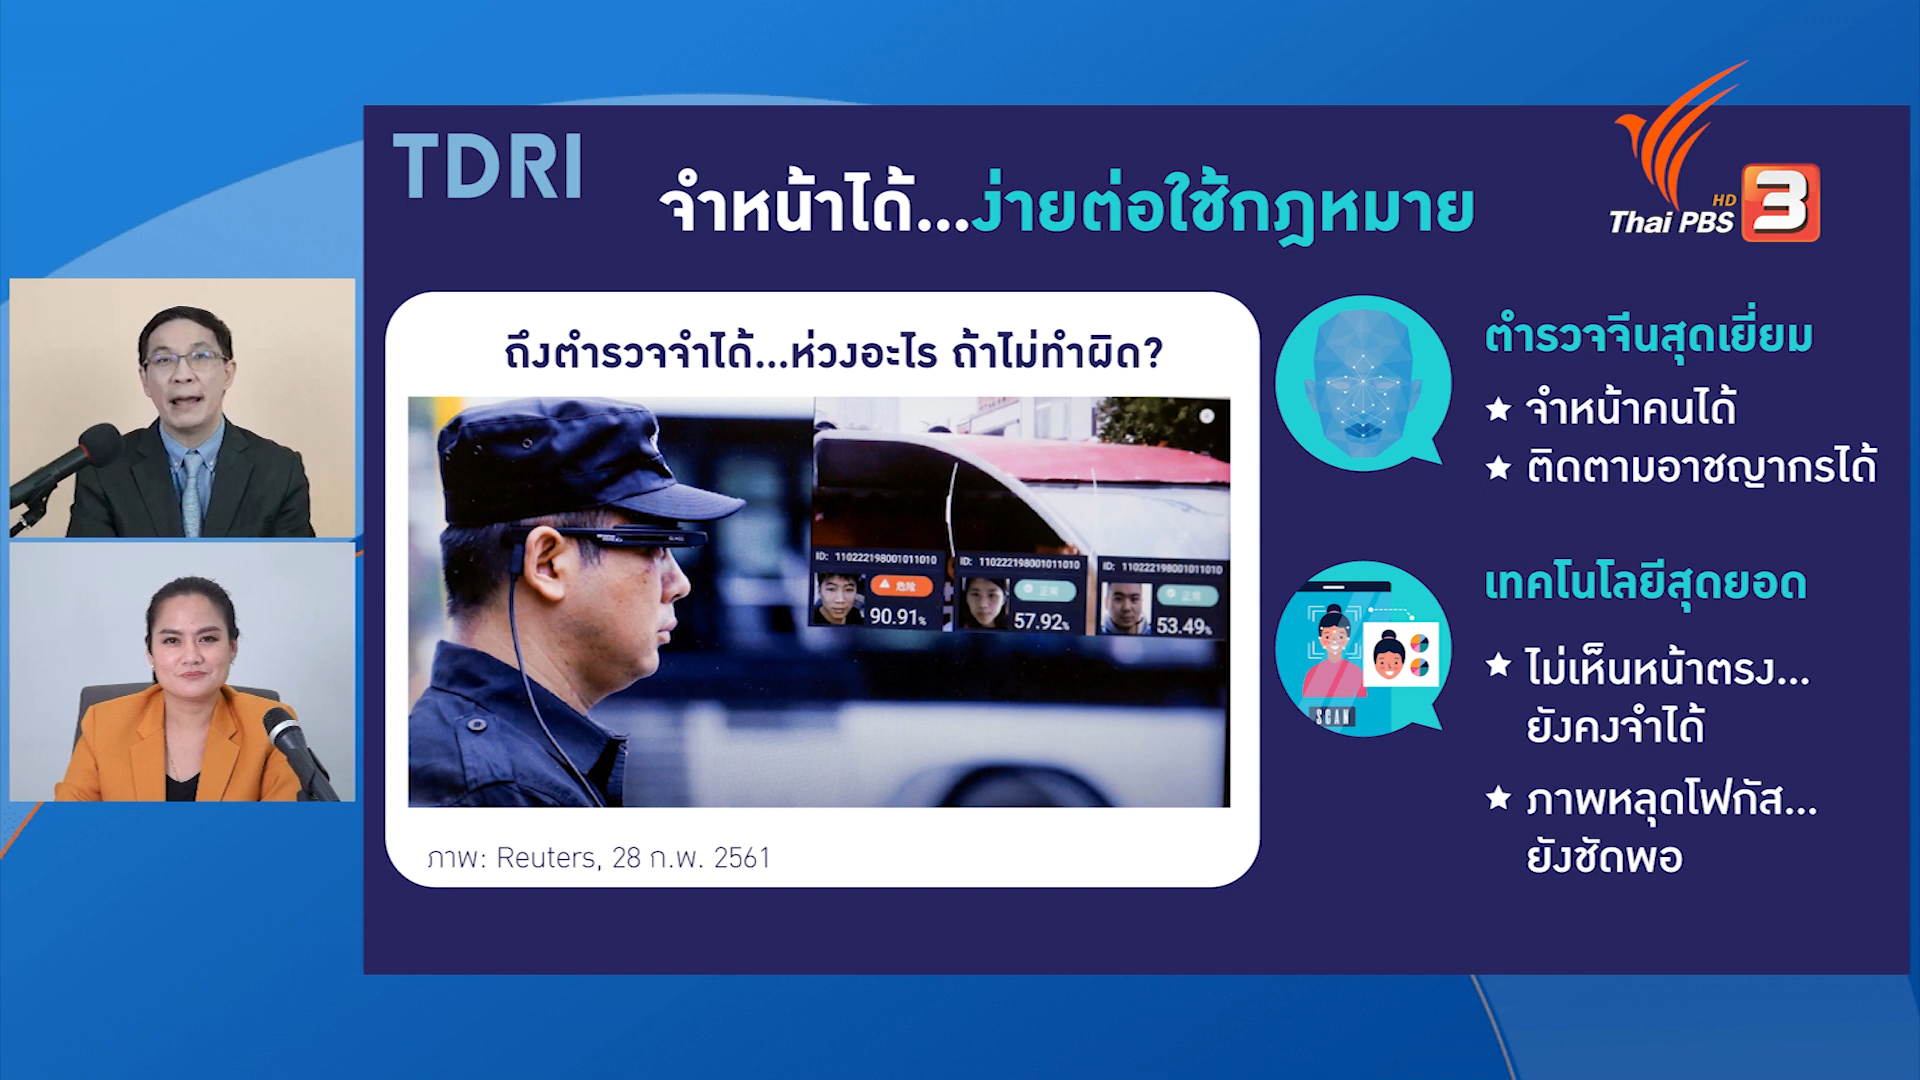 TDRI
จำหน้าได้...ง่ายต่อใช้กฎหมาย
HD
Thai PBS 3
ถึงตำรวจจำได้...ห่วงอะไร ถ้าไม่ทำผิด?
ID: 110222198001011010
危险
90.91%
ID: 110222198001011010
正常
57.92%
ID: 110222198001011010
正常
53.49%
ภาพ: Reuters, 28 ก.พ. 2561
ตำรวจจีนสุดเยี่ยม
★ จำหน้าคนได้
★ ติดตามอาชญากรได้
SCAN
เทคโนโลยีสุดยอด
★ ไม่เห็นหน้าตรง...
ยังคงจำได้
★ ภาพหลุดโฟกัส...
ยังชัดพอ